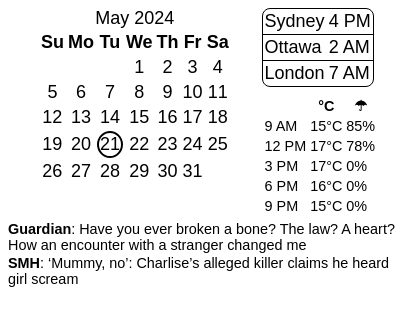 May 2024
Su Mo Tu We Th Fr Sa
1 2 3 4
5 6 7 8 9 10 11
12 13 14 15 16 17 18
19 20 21 22 23 24 25
26 27 28 29 30 31
Sydney 4 PM
Ottawa 2 AM
London 7 AM
°C ☂
9 AM 15°C 85%
12 PM 17°C 78%
3 PM 17°C 0%
6 PM 16°C 0%
9 PM 15°C 0%
Guardian: Have you ever broken a bone? The law? A heart?
How an encounter with a stranger changed me
SMH: ‘Mummy, no’: Charlise’s alleged killer claims he heard
girl scream